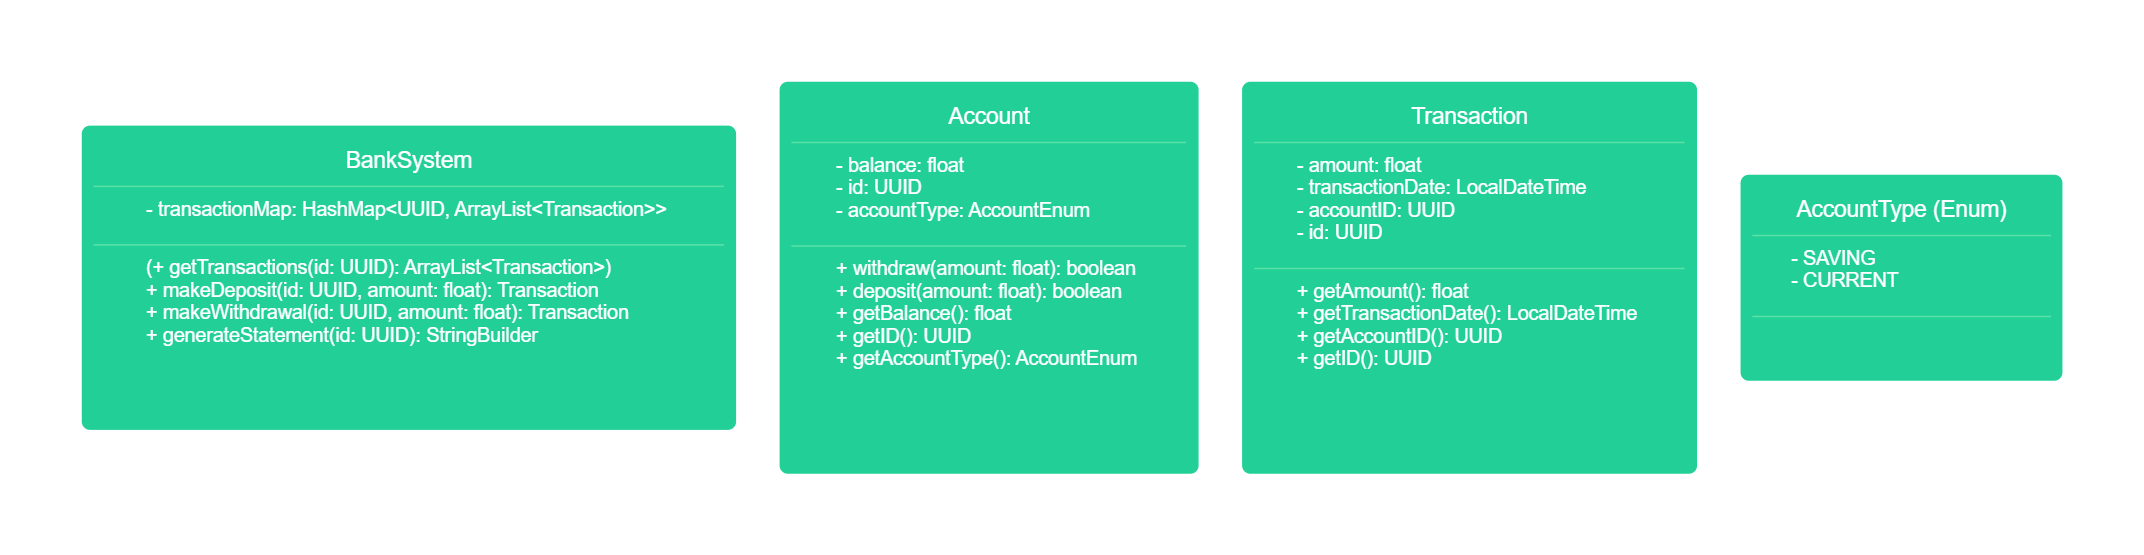 BankSystem
- transactionMap: HashMap<UUID, ArrayList<Transaction>>
(+ getTransactions(id: UUID): ArrayList<Transaction>)
+ makeDeposit(id: UUID, amount: float): Transaction
+ makeWithdrawal(id: UUID, amount: float): Transaction
+ generateStatement(id: UUID): StringBuilder
Account
- balance: float
- id: UUID
- accountType: AccountEnum
+ withdraw(amount: float): boolean
+ deposit(amount: float): boolean
+ getBalance(): float
+ getID(): UUID
+ getAccountType(): AccountEnum
Transaction
- amount: float
- transactionDate: LocalDateTime
- accountID: UUID
- id: UUID
+ getAmount(): float
+ getTransactionDate(): LocalDateTime
+ getAccountID(): UUID
+ getID(): UUID
AccountType (Enum)
- SAVING
- CURRENT